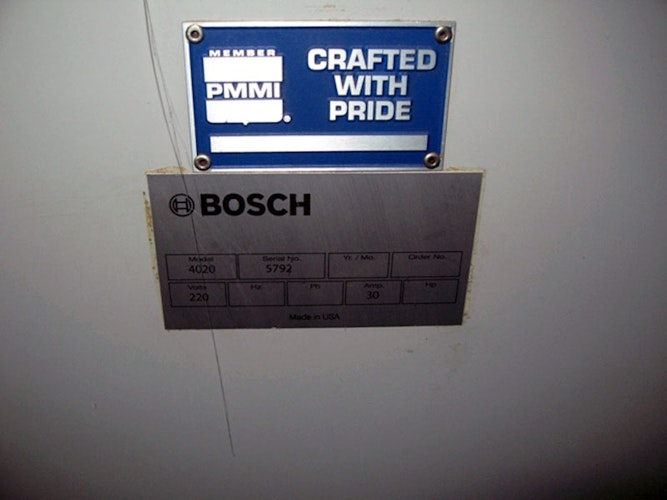 MEMBER
PMMI
®
CRAFTED
WITH
PRIDE
BOSCH
Model Serial No. Yr. / Mo. Order No.
4020 5792
Volts Hz Ph Amp. Hp
220 30
Made in USA